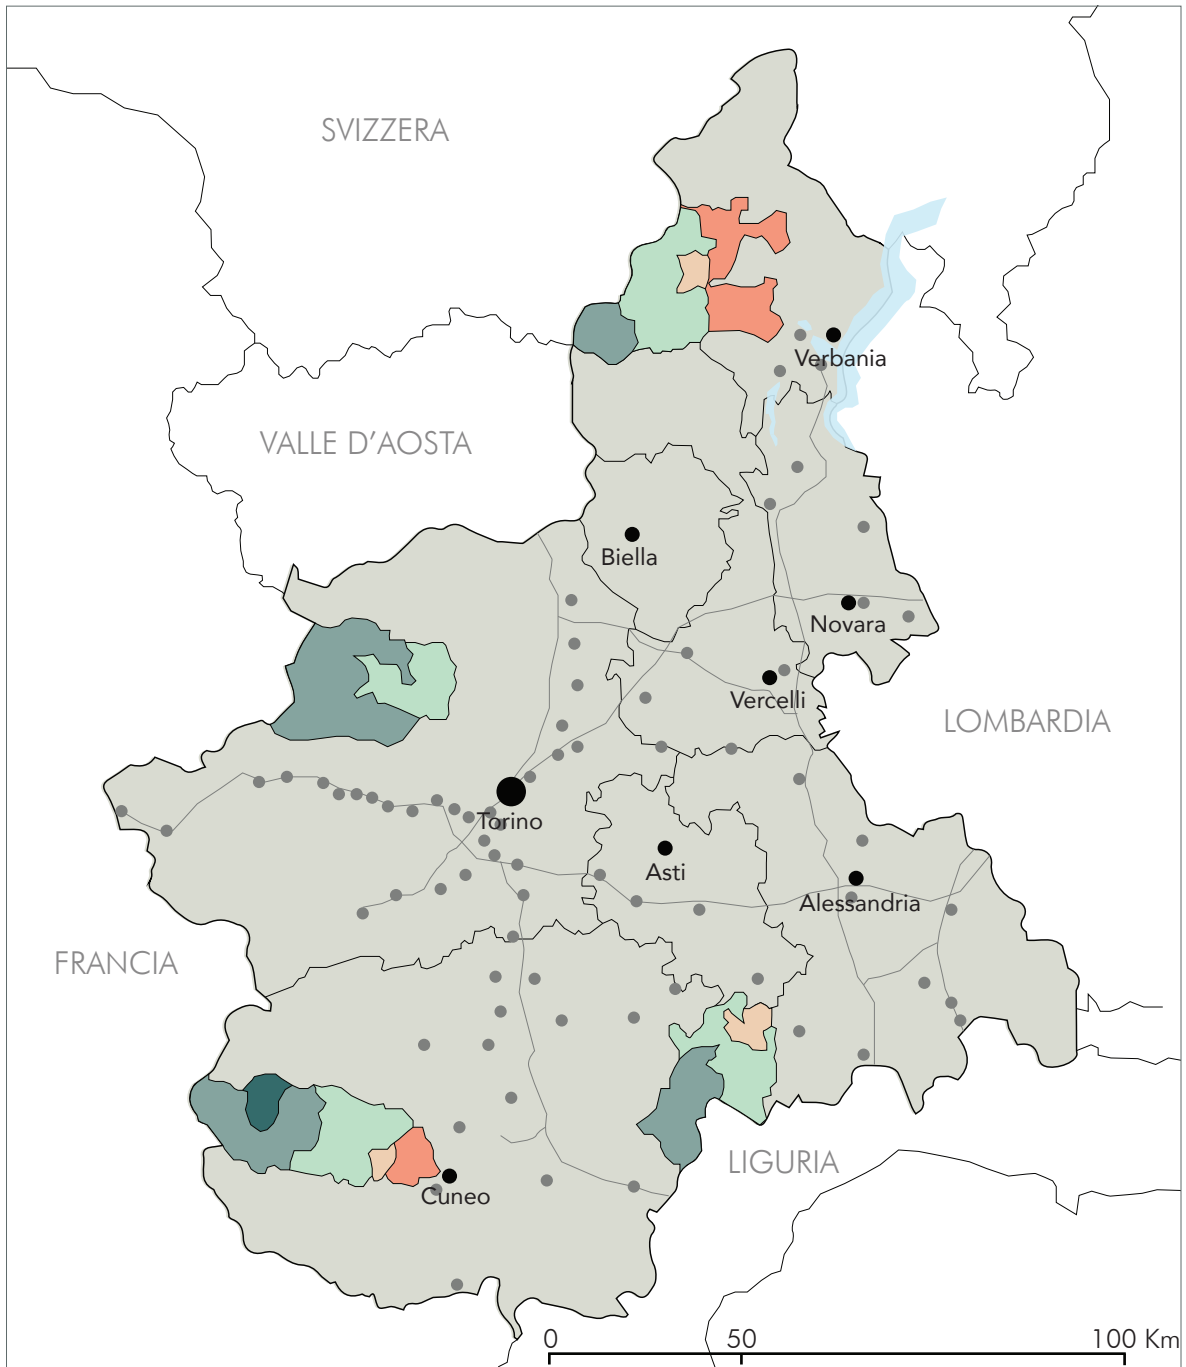 SVIZZERA
Verbania
VALLE D'AOSTA
Biella
Novara
Vercelli
LOMBARDIA
Torino
Asti
Alessandria
FRANCIA
LIGURIA
Cuneo
0 50 100 Km